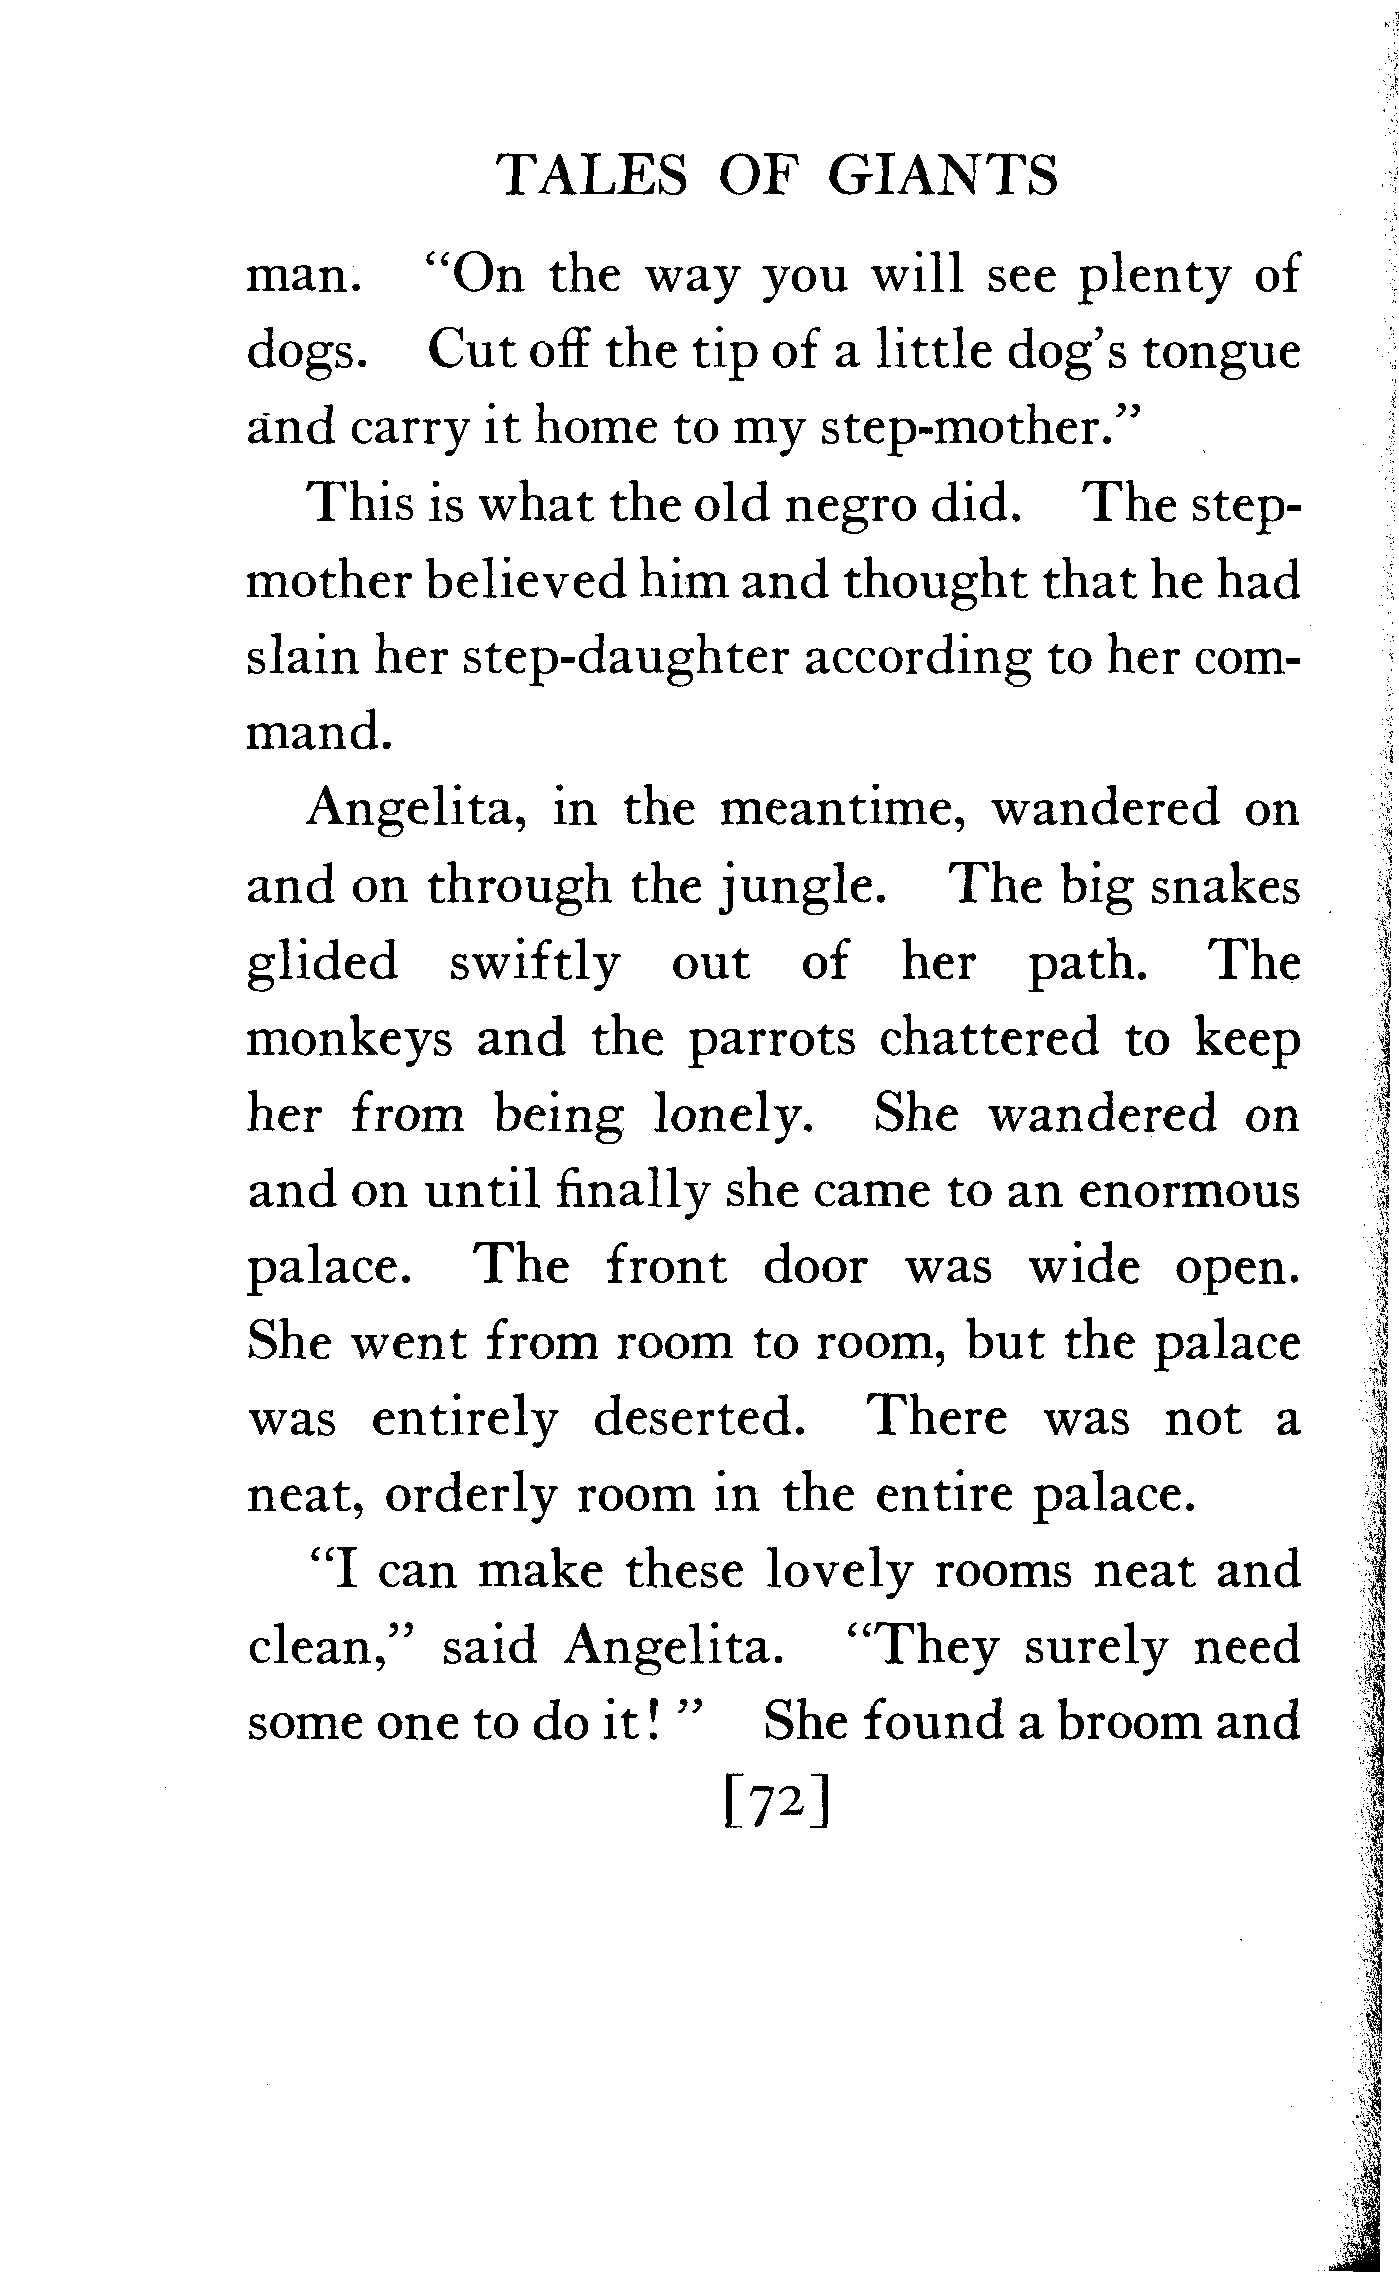 TALES OF GIANTS
man. "On the way you will see plenty of
dogs. Cut off the tip of a little dog's tongue
and carry it home to my step-mother."
This is what the old negro did. The step-
mother believed him and thought that he had
slain her step-daughter according to her com-
mand.
Angelita, in the meantime, wandered on
and on through the jungle. The big snakes
glided swiftly out of her path. The
monkeys and the parrots chattered to keep
her from being lonely. She wandered on
and on until finally she came to an enormous
palace. The front door was wide open.
She went from room to room, but the palace
was entirely deserted. There was not a
neat, orderly room in the entire palace.
"I can make these lovely rooms neat and
clean," said Angelita. "They surely need
some one to do it! " She found a broom and
[72]